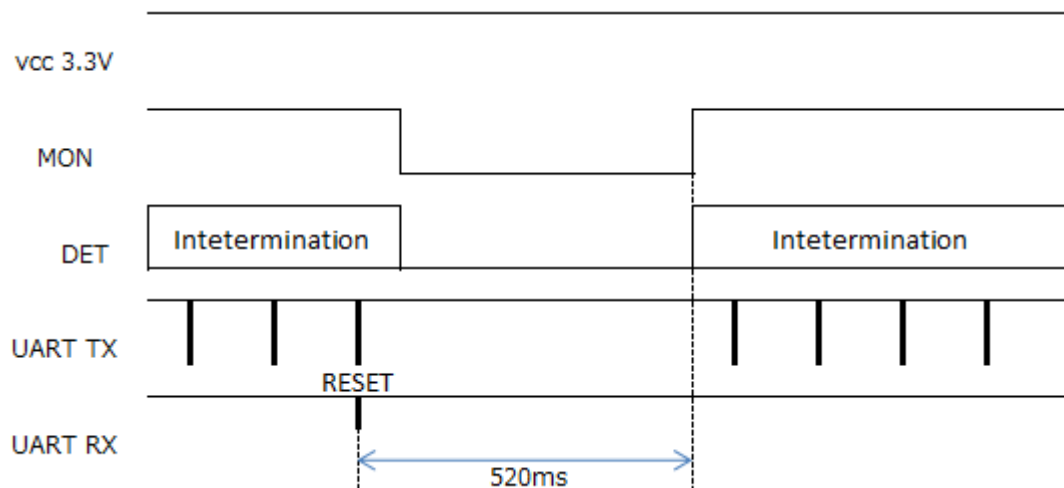 vcc 3.3V
MON
Intetermination
Intetermination
DET
UART TX
RESET
UART RX
520ms